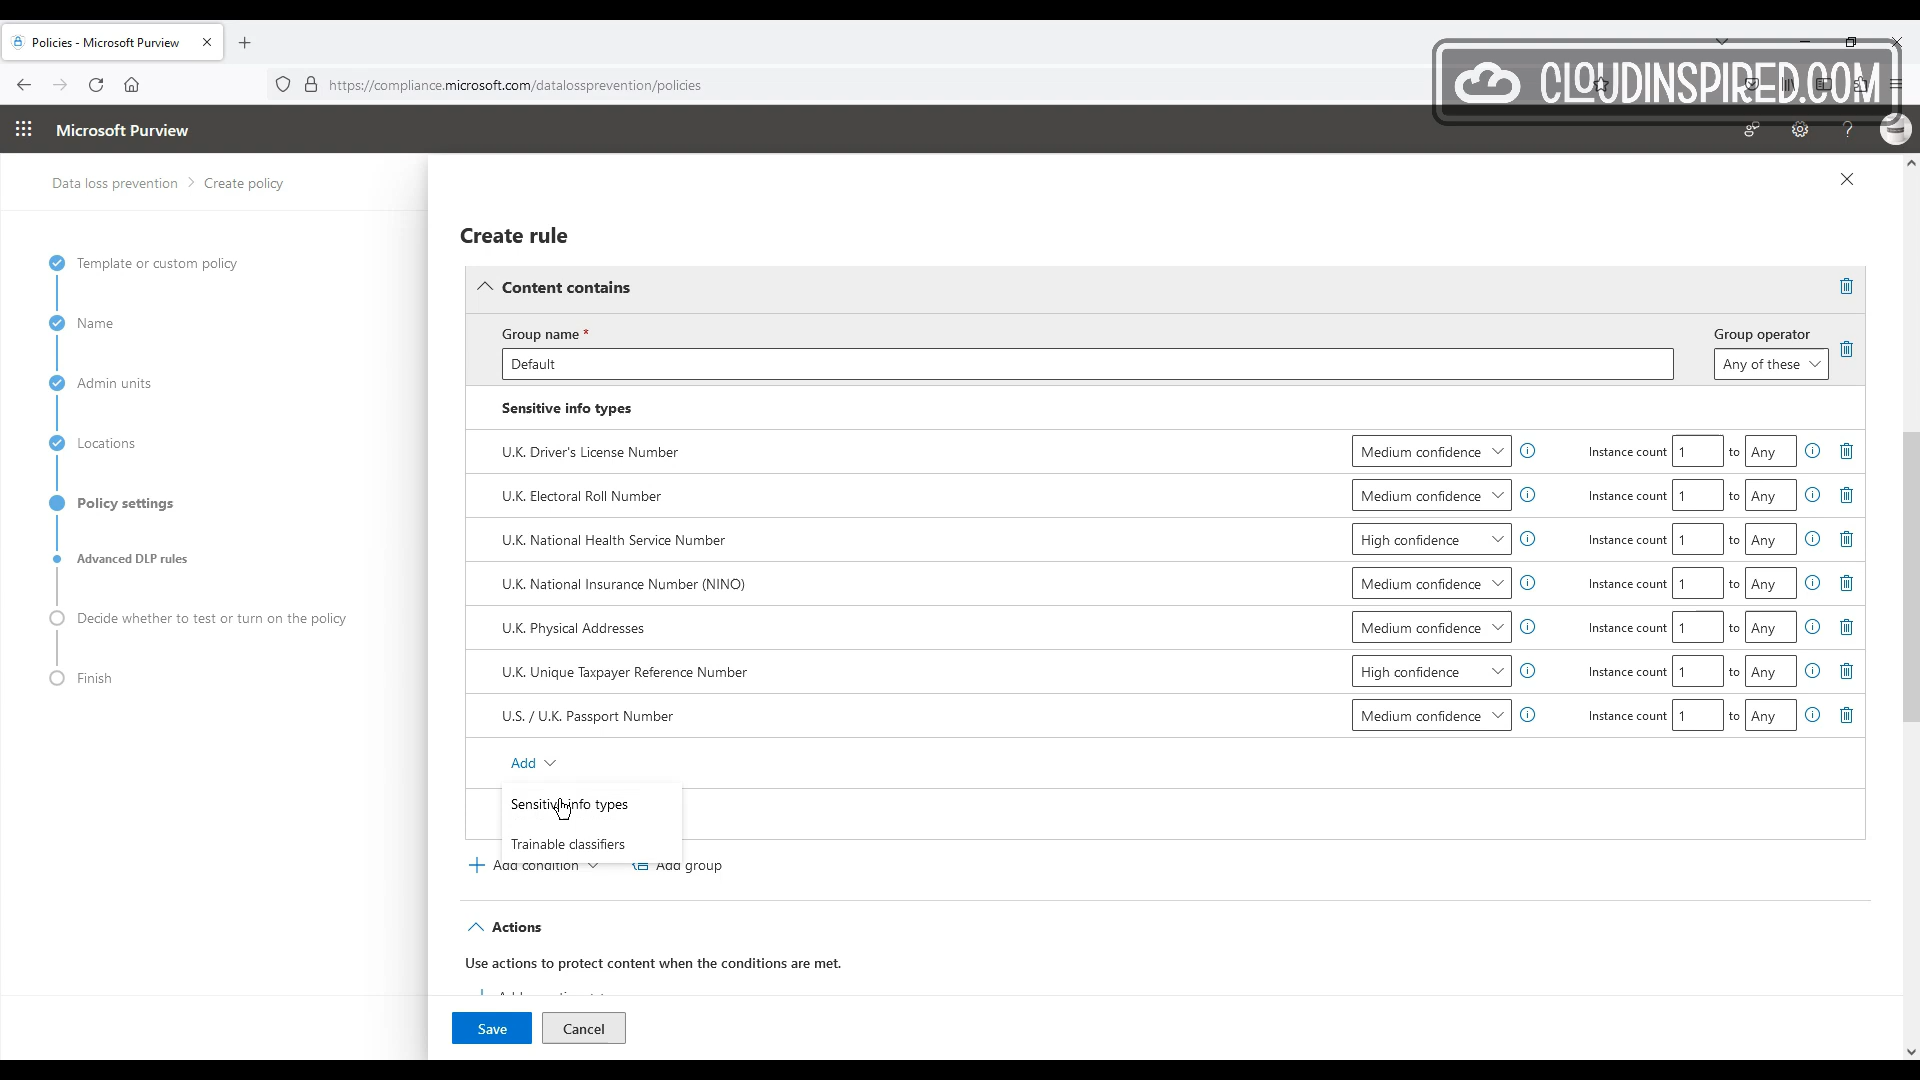 Policies - Microsoft Purview
https://compliance.microsoft.com/datalossprevention/policies
CLOUDINSPIRED.COM
Microsoft Purview
Data loss prevention > Create policy
Template or custom policy
Name
Admin units
Locations
Policy settings
Advanced DLP rules
Decide whether to test or turn on the policy
Finish
Create rule
Content contains
Group name *
Group operator
Default
Any of these
Sensitive info types
U.K. Driver's License Number Medium confidence Instance count 1 to Any
U.K. Electoral Roll Number Medium confidence Instance count 1 to Any
U.K. National Health Service Number High confidence Instance count 1 to Any
U.K. National Insurance Number (NINO) Medium confidence Instance count 1 to Any
U.K. Physical Addresses Medium confidence Instance count 1 to Any
U.K. Unique Taxpayer Reference Number High confidence Instance count 1 to Any
U.S. / U.K. Passport Number Medium confidence Instance count 1 to Any
Add
Sensitive info types
Trainable classifiers
Add condition Add group
Actions
Use actions to protect content when the conditions are met.
Save Cancel